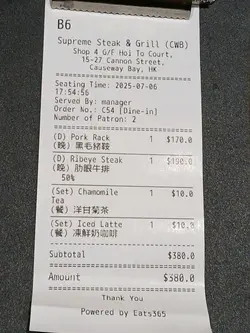 B6
Supreme Steak & Grill (CWB)
Shop 4 G/F Hoi To Court,
15-27 Cannon Street,
Causeway Bay, HK
Seating Time: 2025-07-06
17:54:56
Served By: manager
Order No.: C54 [Dine-in]
Number of Patron: 2
(D) Pork Rack 1 $170.0
(晚) 黑毛豬鞍
(D) Ribeye Steak 1 $190.0
(晚) 肋眼牛排
50%
(Set) Chamomile 1 $10.0
Tea
(餐) 洋甘菊茶
(Set) Iced Latte 1 $10.0
(餐) 凍鮮奶咖啡
Subtotal $380.0
Amount $380.0
Thank You
Powered by Eats365